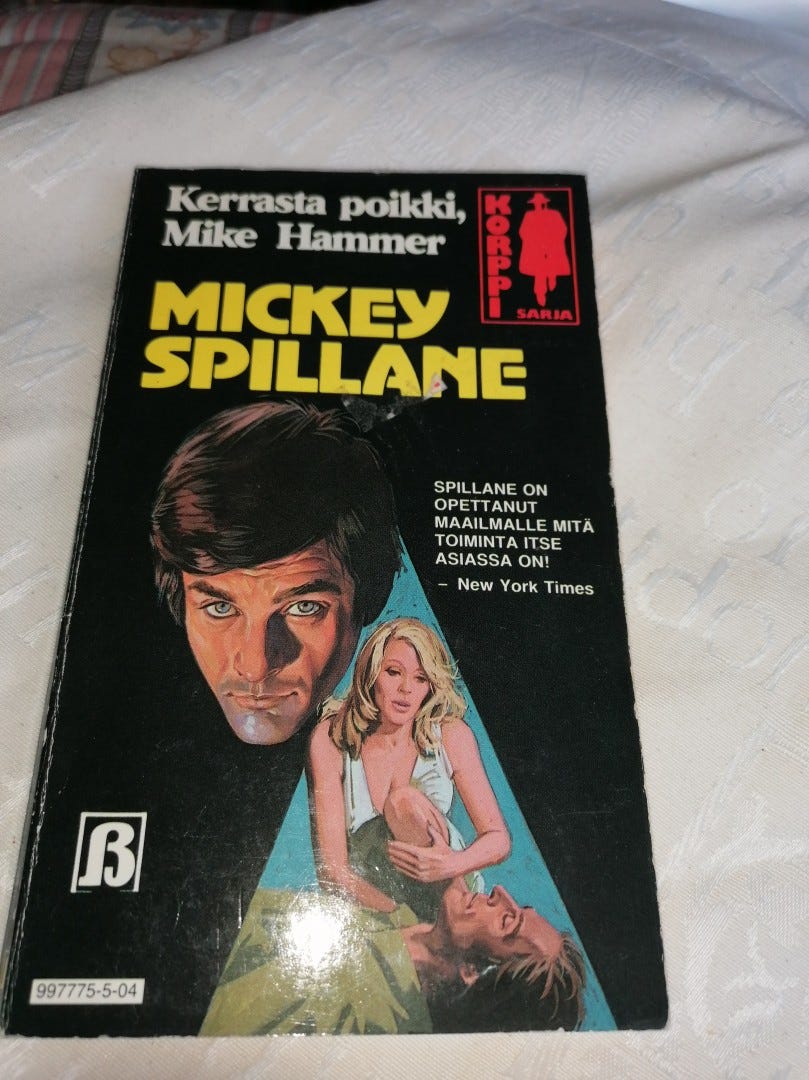 Kerrasta poikki,
Mike Hammer
KORPPI
SARJA
MICKEY
SPILLANE
SPILLANE ON
OPETTANUT
MAAILMALLE MITÄ
TOIMINTA ITSE
ASIASSA ON!
– New York Times
B
997775-5-04